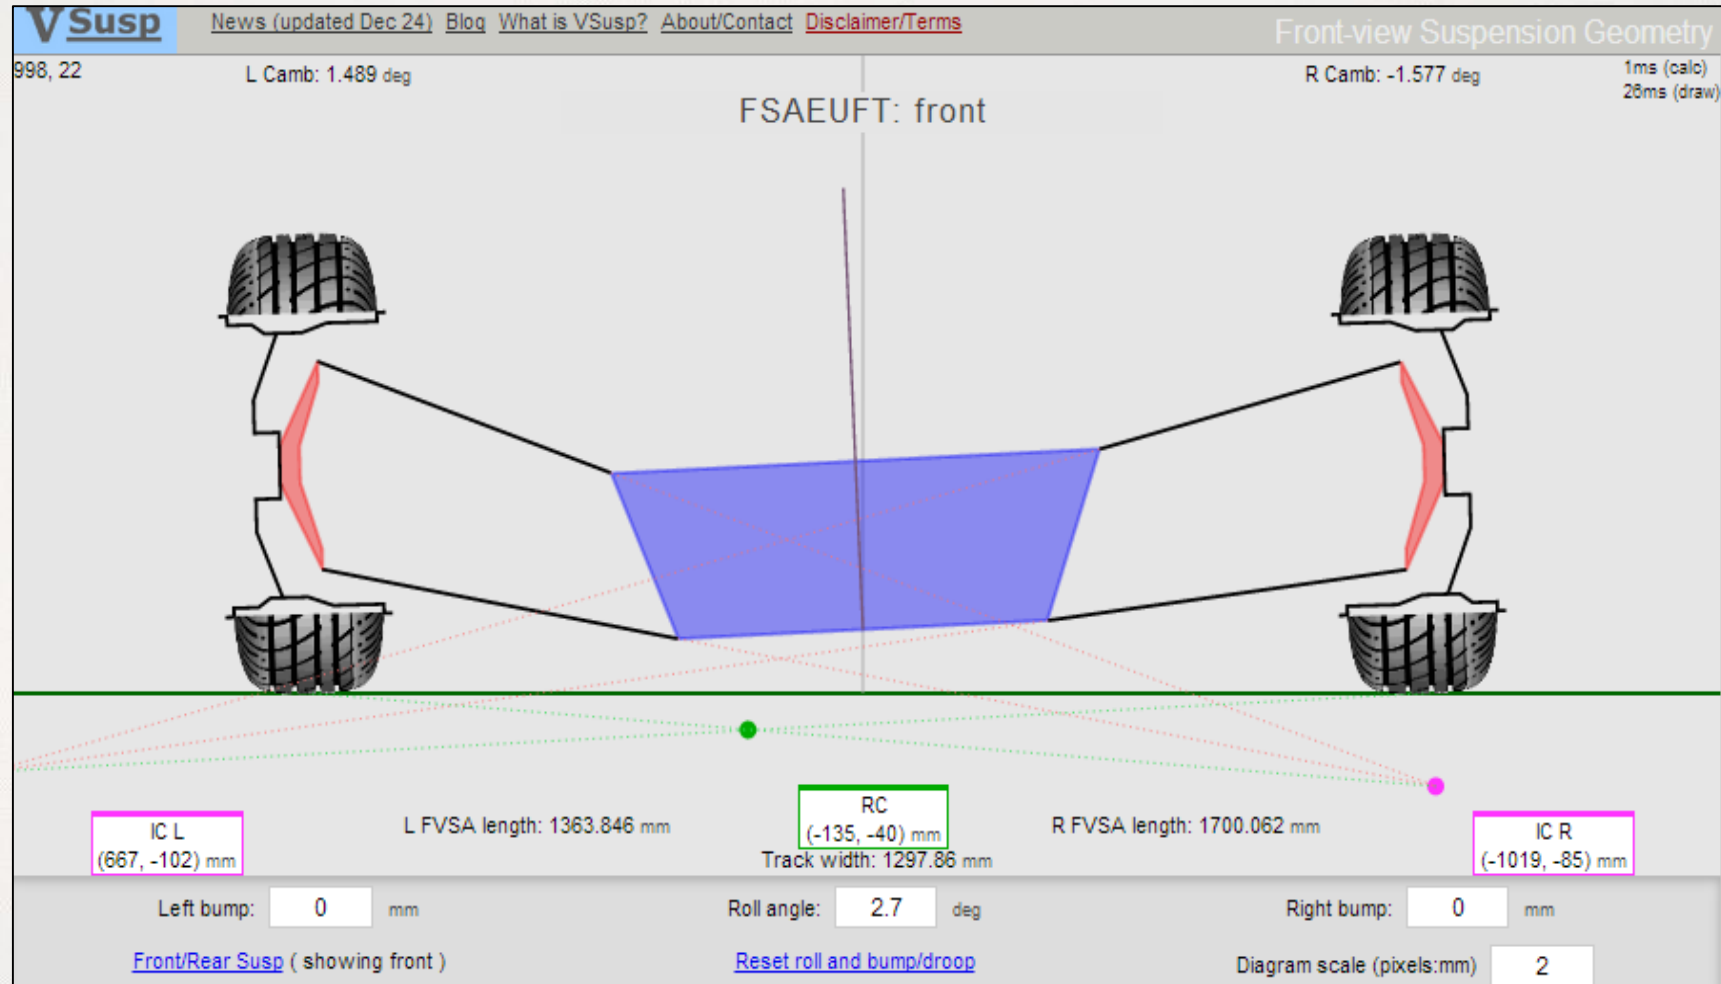 VSusp News (updated Dec 24) Blog What is VSusp? About/Contact Disclaimer/Terms Front-view Suspension Geometry
998, 22 L Camb: 1.489 deg R Camb: -1.577 deg 1ms (calc)
26ms (draw)
FSAEUFT: front
IC L
(667, -102) mm
L FVSA length: 1363.846 mm
RC
(-135, -40) mm
Track width: 1297.86 mm
R FVSA length: 1700.062 mm
IC R
(-1019, -85) mm
Left bump: 0 mm Roll angle: 2.7 deg Right bump: 0 mm
Front/Rear Susp ( showing front ) Reset roll and bump/droop Diagram scale (pixels:mm) 2